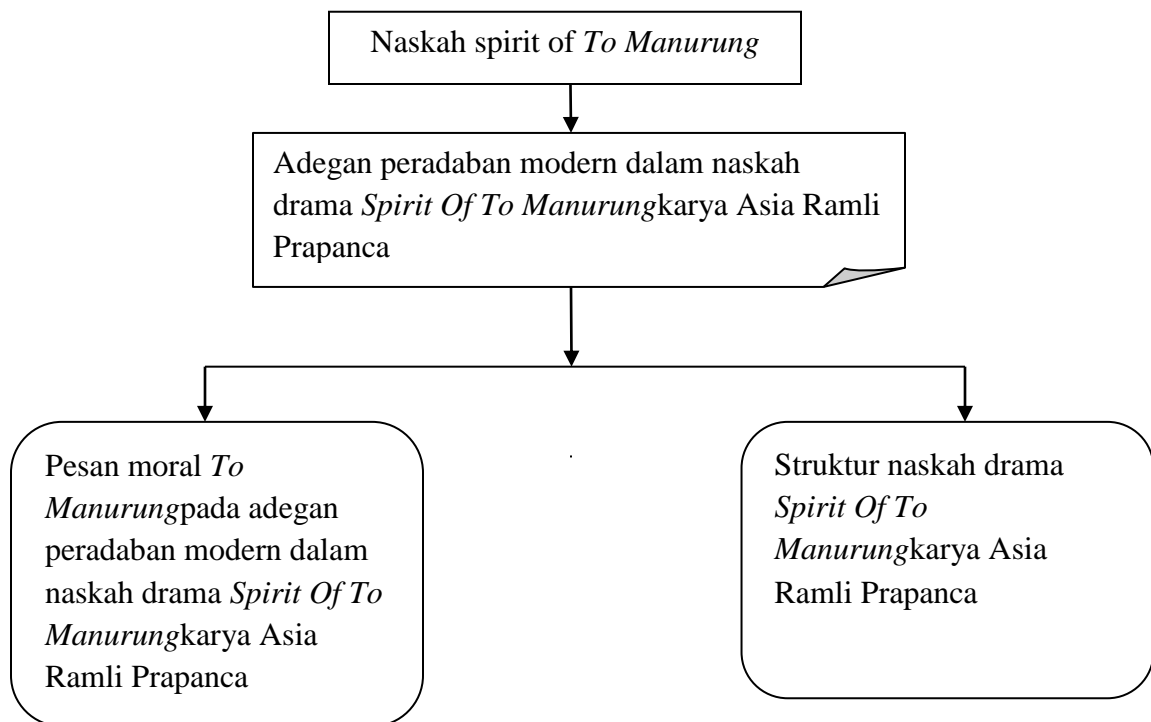 Naskah spirit of To Manurung
Adegan peradaban modern dalam naskah
drama Spirit Of To Manurungkarya Asia Ramli
Prapanca
Pesan moral To
Manurungpada adegan
peradaban modern dalam
naskah drama Spirit Of To
Manurungkarya Asia
Ramli Prapanca
Struktur naskah drama
Spirit Of To
Manurungkarya Asia
Ramli Prapanca